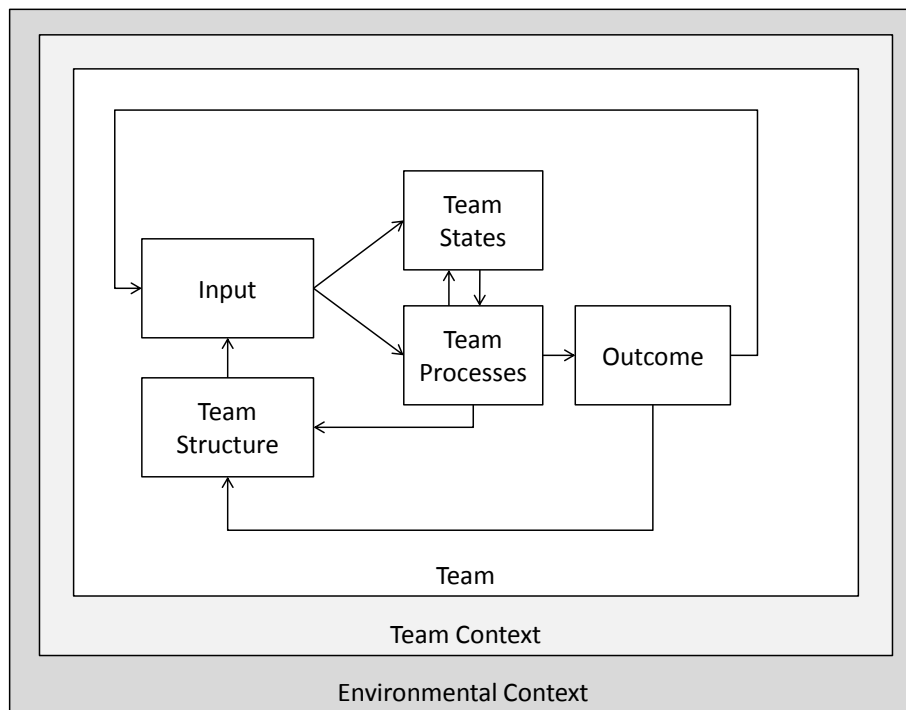 Team
States
Input
Team
Processes
Outcome
Team
Structure
Team
Team Context
Environmental Context